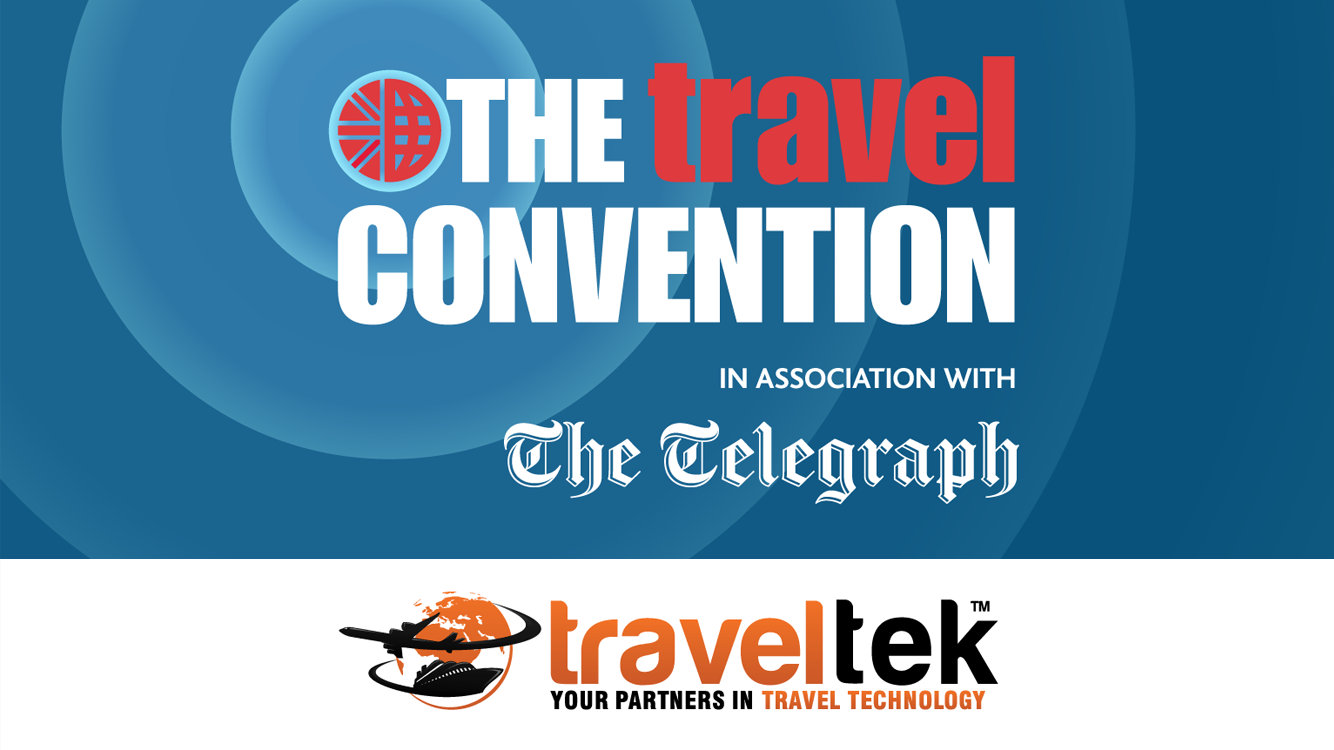 THE travel
CONVENTION
IN ASSOCIATION WITH
The Telegraph
traveltek™
YOUR PARTNERS IN TRAVEL TECHNOLOGY